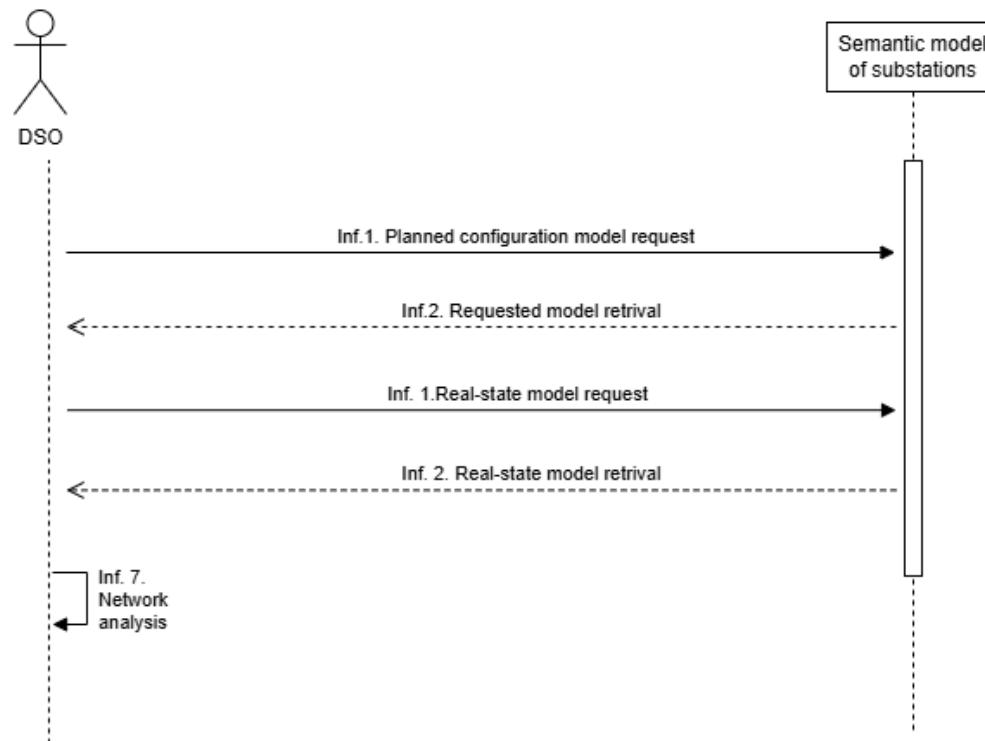 Semantic model
of substations
DSO
Inf.1. Planned configuration model request
Inf.2. Requested model retrival
Inf. 1.Real-state model request
Inf. 2. Real-state model retrival
Inf. 7.
Network
analysis